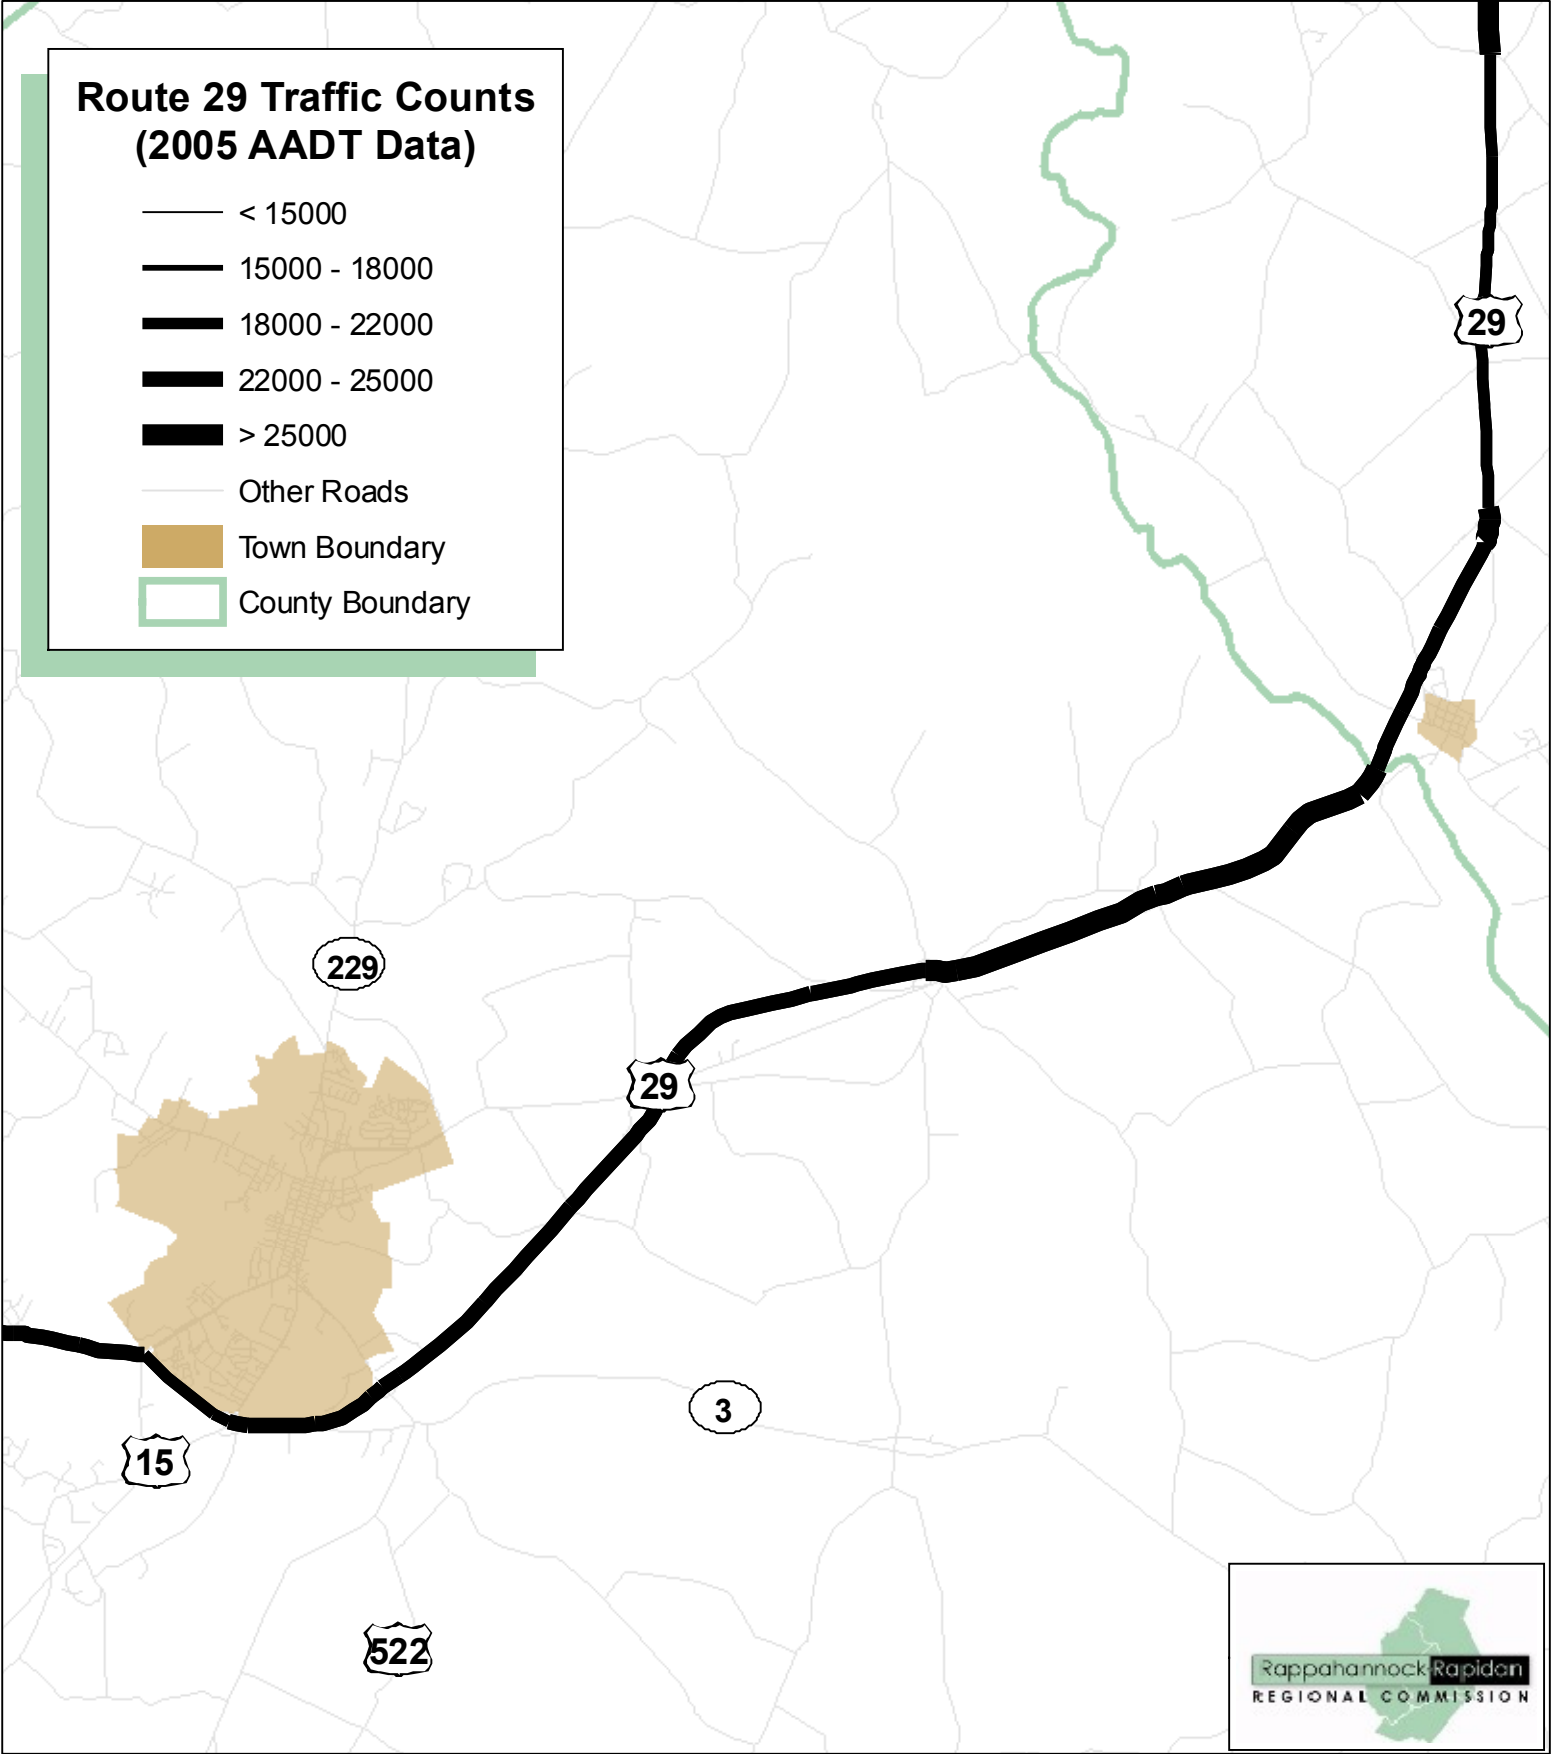 Route 29 Traffic Counts
(2005 AADT Data)
< 15000
15000 - 18000
18000 - 22000
22000 - 25000
> 25000
Other Roads
Town Boundary
County Boundary
29
229
29
3
15
522
Rappahannock-Rapidan
REGIONAL COMMISSION